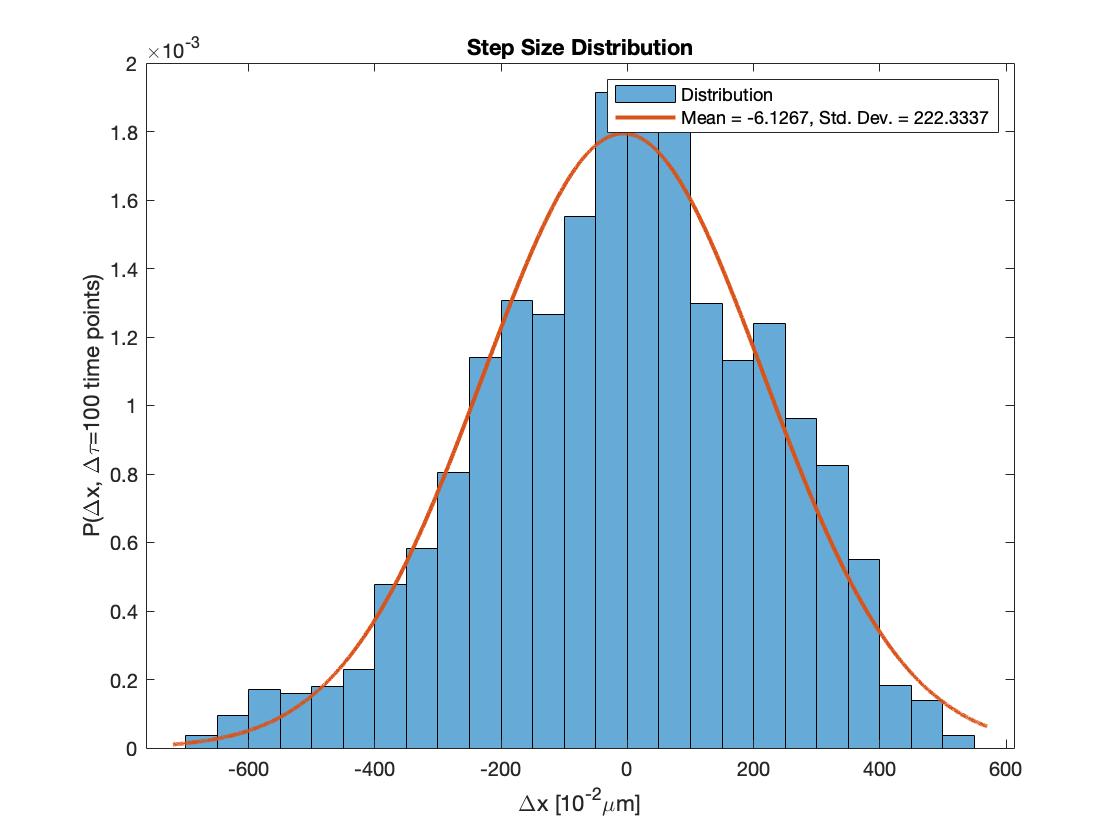 Step Size Distribution
×10⁻³
Distribution
Mean = -6.1267, Std. Dev. = 222.3337
2
1.8
1.6
1.4
1.2
1
0.8
0.6
0.4
0.2
0
P(Δx, Δτ=100 time points)
-600 -400 -200 0 200 400 600
Δx [10⁻²μm]